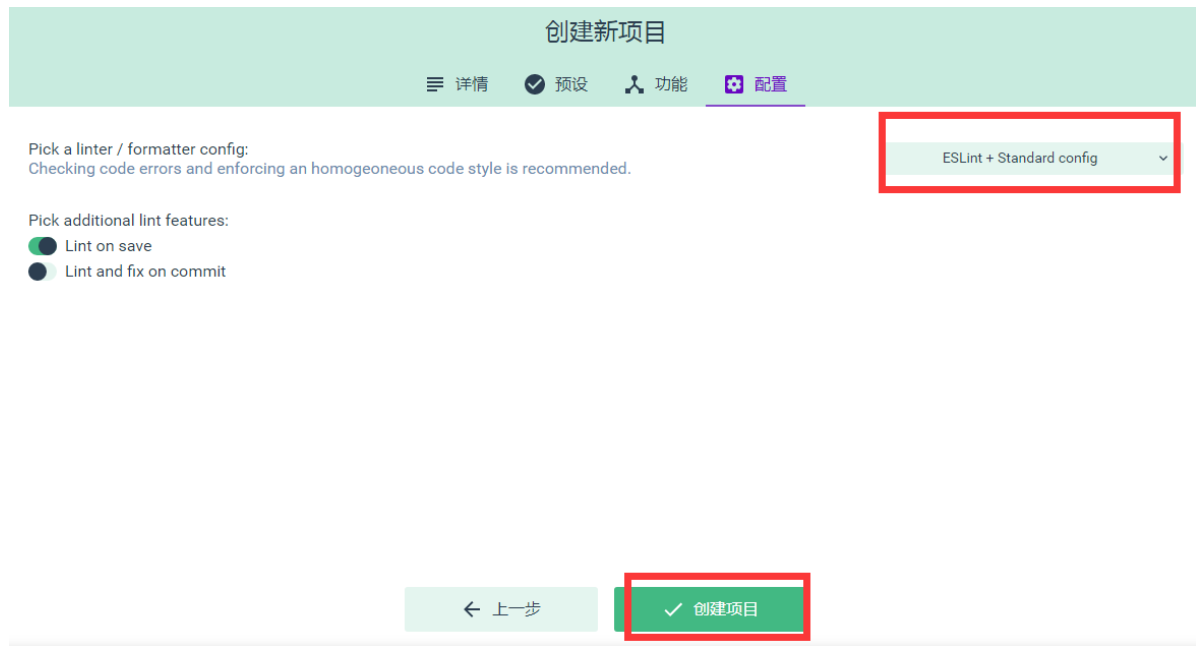 创建新项目
详情 预设 功能 配置
Pick a linter / formatter config:
Checking code errors and enforcing an homogeoneous code style is recommended.
ESLint + Standard config
Pick additional lint features:
Lint on save
Lint and fix on commit
上一步 创建项目